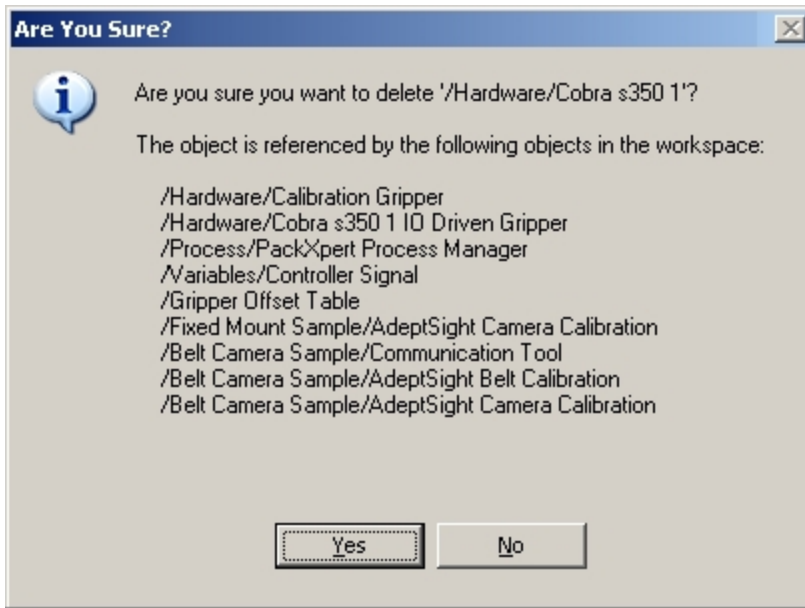 Are You Sure?
Are you sure you want to delete '/Hardware/Cobra s350 1'?
The object is referenced by the following objects in the workspace:
/Hardware/Calibration Gripper
/Hardware/Cobra s350 1 IO Driven Gripper
/Process/PackXpert Process Manager
/Variables/Controller Signal
/Gripper Offset Table
/Fixed Mount Sample/AdeptSight Camera Calibration
/Belt Camera Sample/Communication Tool
/Belt Camera Sample/AdeptSight Belt Calibration
/Belt Camera Sample/AdeptSight Camera Calibration
Yes No